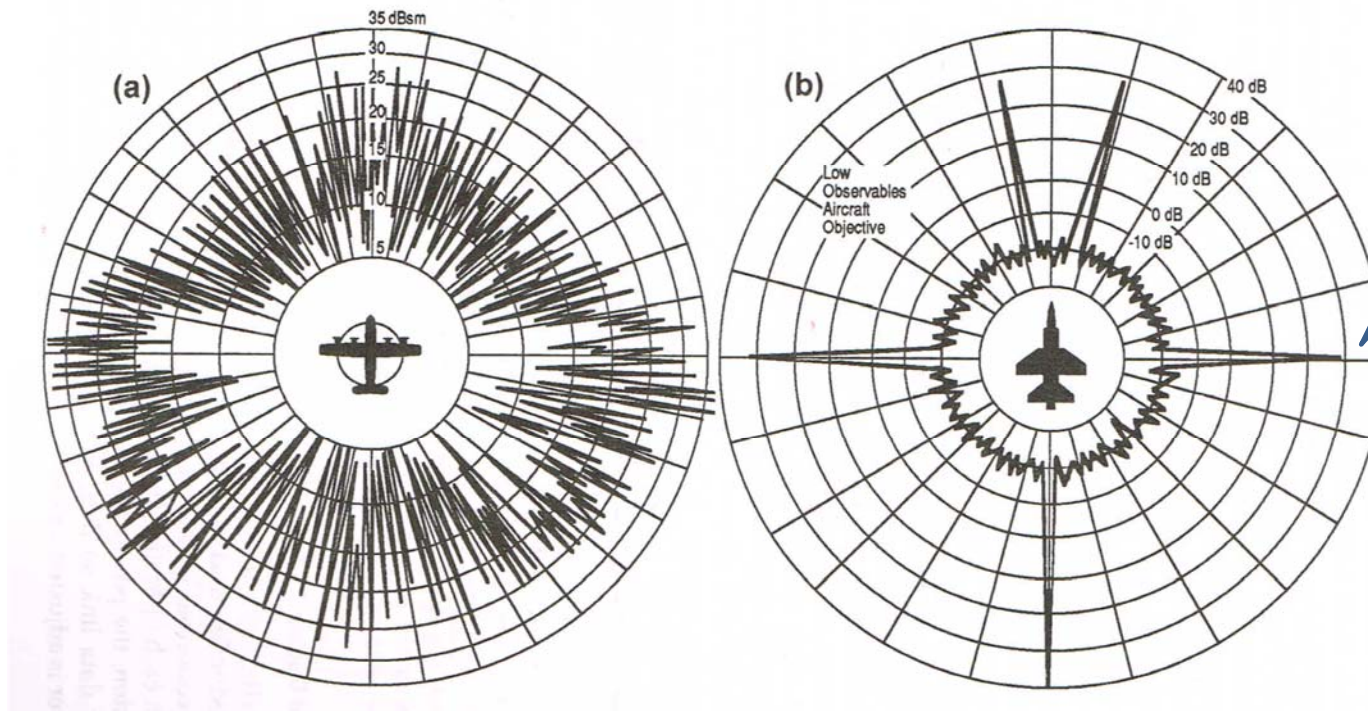 35 dBsm
30
25
20
15
10
5
(a)
(b)
40 dB
30 dB
20 dB
10 dB
0 dB
-10 dB
Low
Observables
Aircraft
Objective